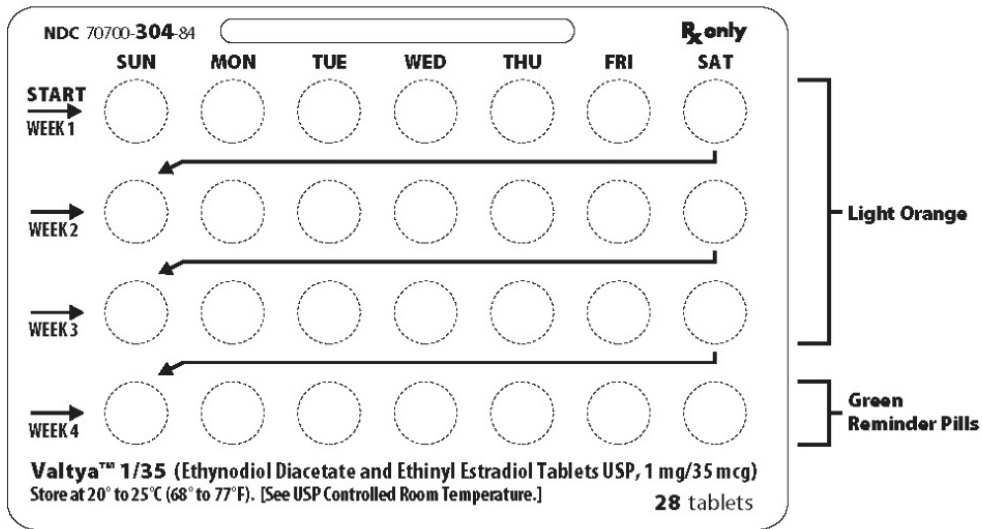 NDC 70700-304-84
Rx only
SUN MON TUE WED THU FRI SAT
START
WEEK 1
WEEK 2
Light Orange
WEEK 3
WEEK 4
Green
Reminder Pills
Valtya™ 1/35 (Ethynodiol Diacetate and Ethinyl Estradiol Tablets USP, 1 mg/35 mcg)
Store at 20° to 25°C (68° to 77°F). [See USP Controlled Room Temperature.]
28 tablets